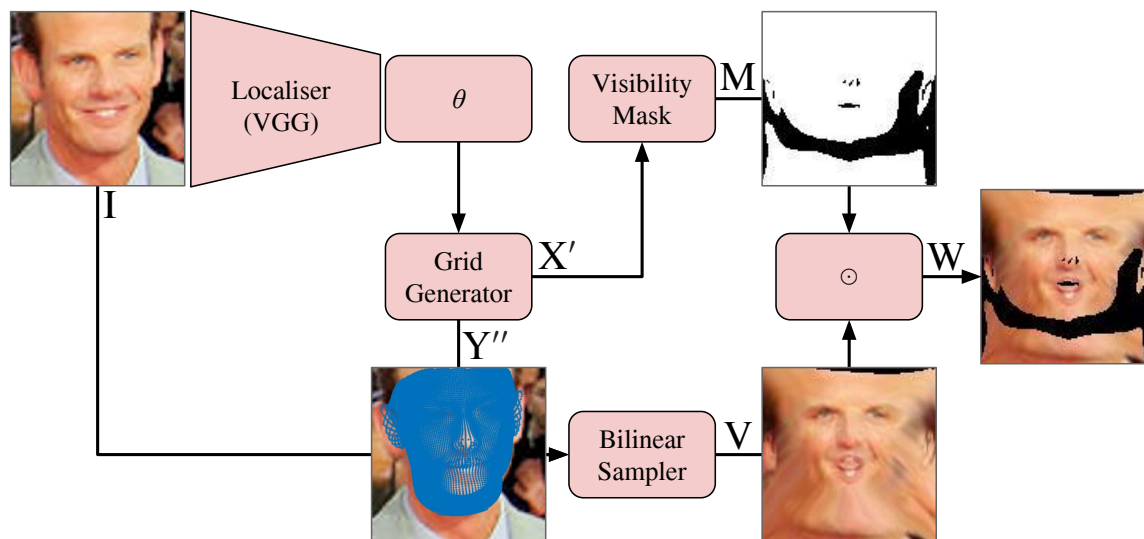 Localiser
(VGG)
θ
Visibility
Mask
M
I
Grid
Generator
X′
⊙
W
Y′′
Bilinear
Sampler
V